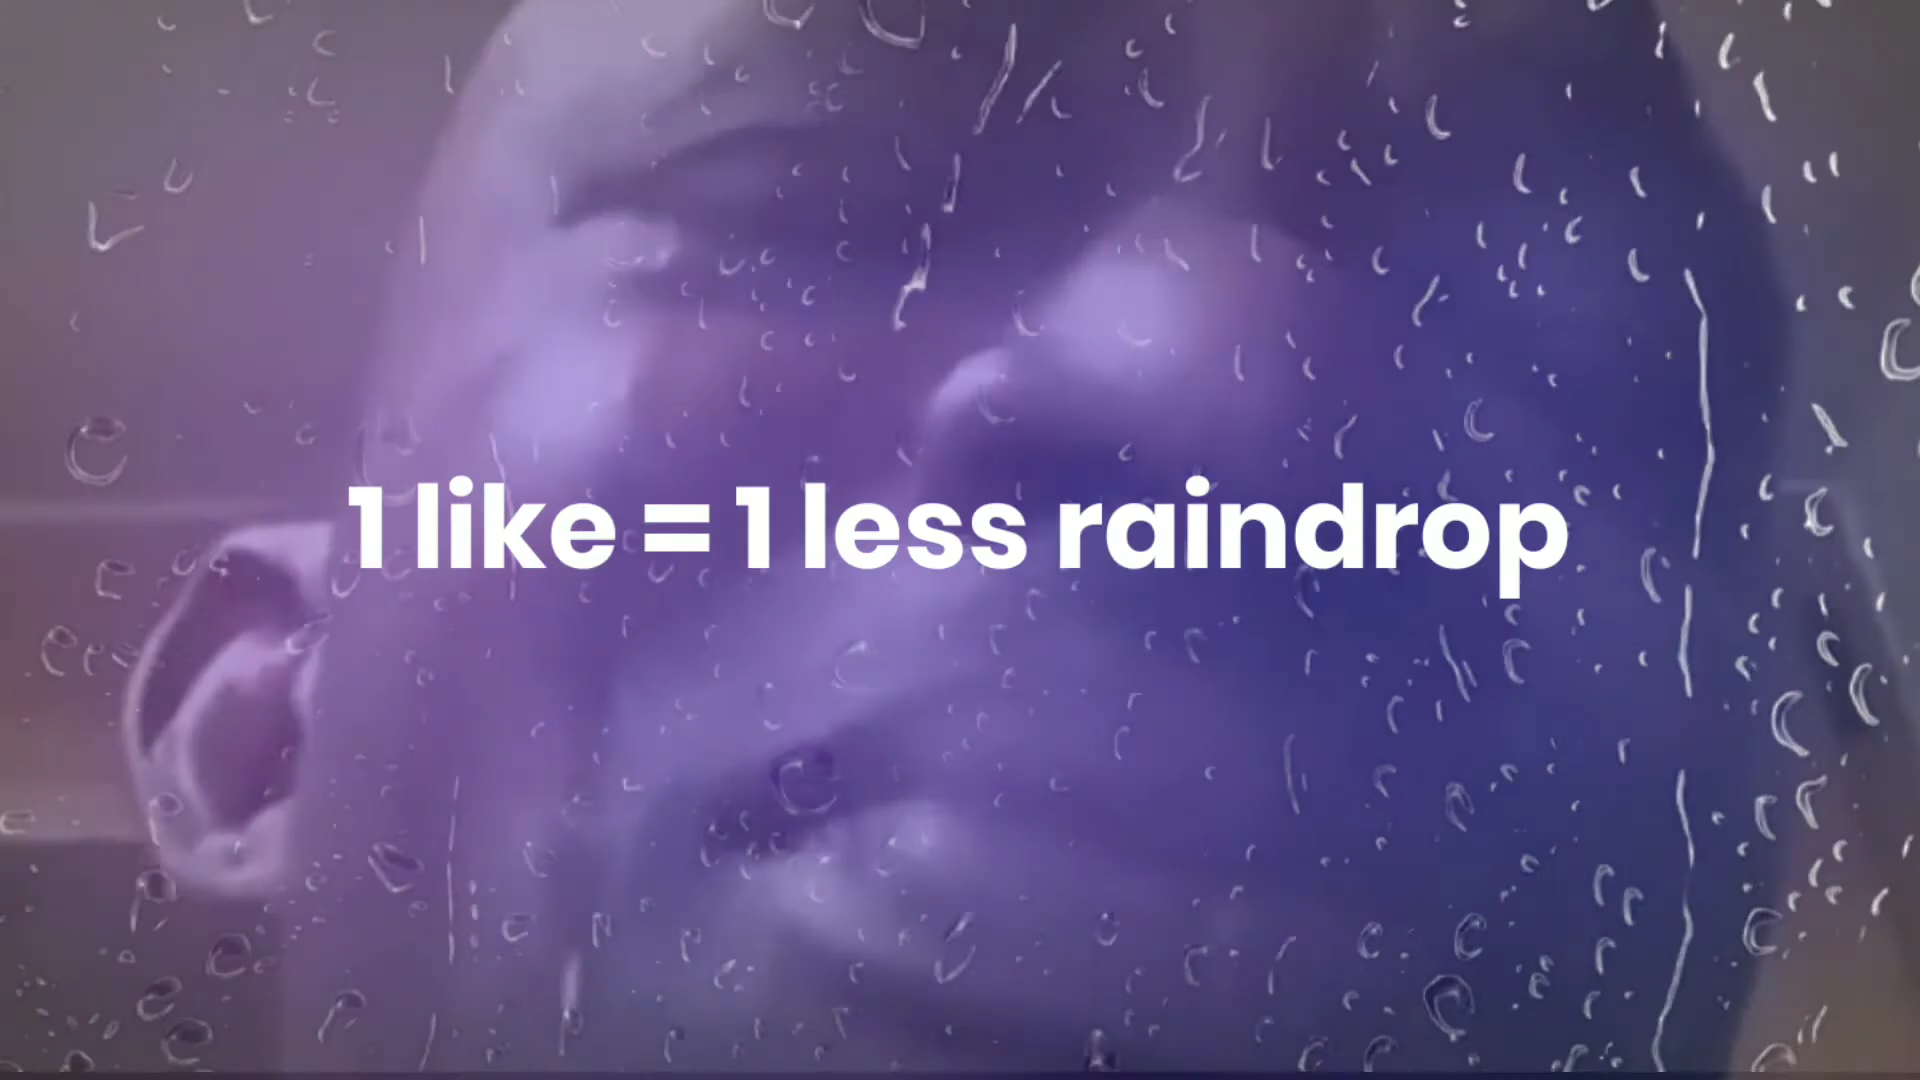 1 like = 1 less raindrop